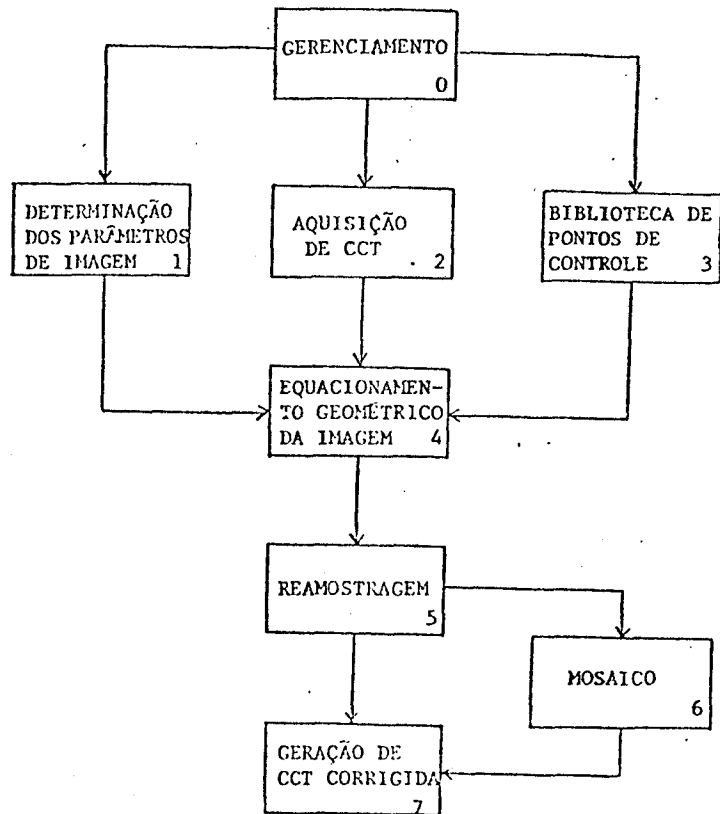 GERENCIAMENTO
0
DETERMINAÇÃO
DOS PARÂMETROS
DE IMAGEM 1
AQUISIÇÃO
DE CCT
2
BIBLIOTECA DE
PONTOS DE
CONTROLE 3
EQUACIONAMEN-
TO GEOMÉTRICO
DA IMAGEM 4
REAMOSTRAGEM
5
MOSAICO
6
GERAÇÃO DE
CCT CORRIGIDA
7